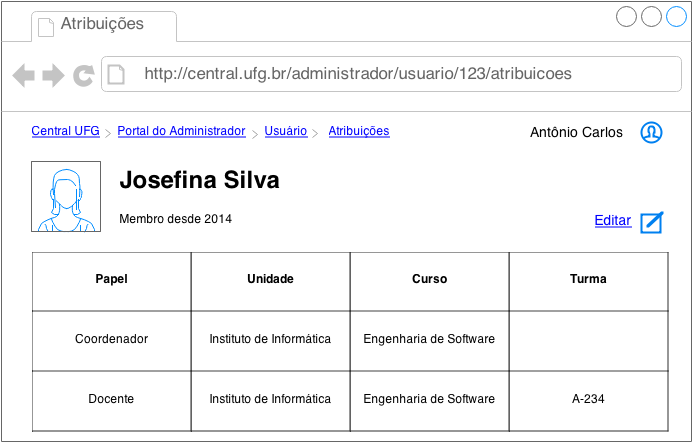 Atribuições
http://central.ufg.br/administrador/usuario/123/atribuicoes
Central UFG > Portal do Administrador > Usuário > Atribuições
Antônio Carlos
Josefina Silva
Membro desde 2014
Editar
Papel Unidade Curso Turma
Coordenador Instituto de Informática Engenharia de Software
Docente Instituto de Informática Engenharia de Software A-234